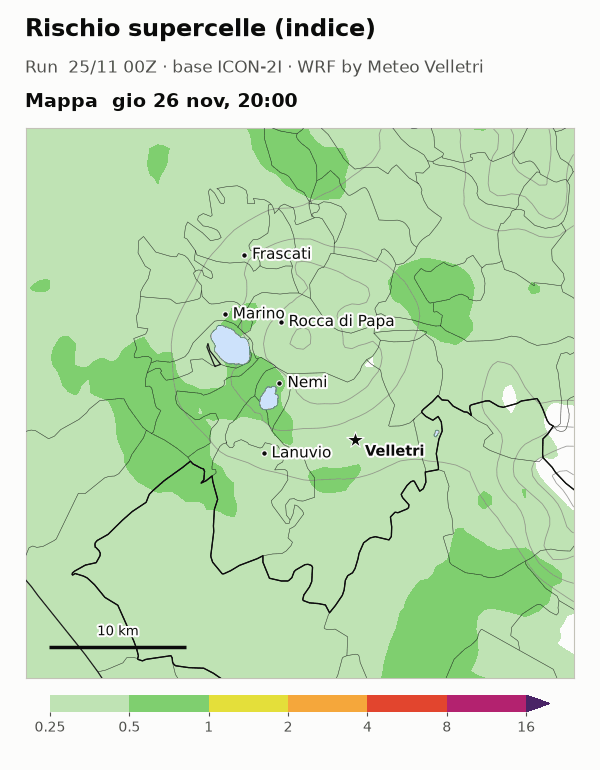 Rischio supercelle (indice)
Run  25/11 00Z · base ICON-2I · WRF by Meteo Velletri
Mappa  gio 26 nov, 20:00
Frascati
Marino
Rocca di Papa
Nemi
Velletri
Lanuvio
10 km
0.25 0.5 1 2 4 8 16